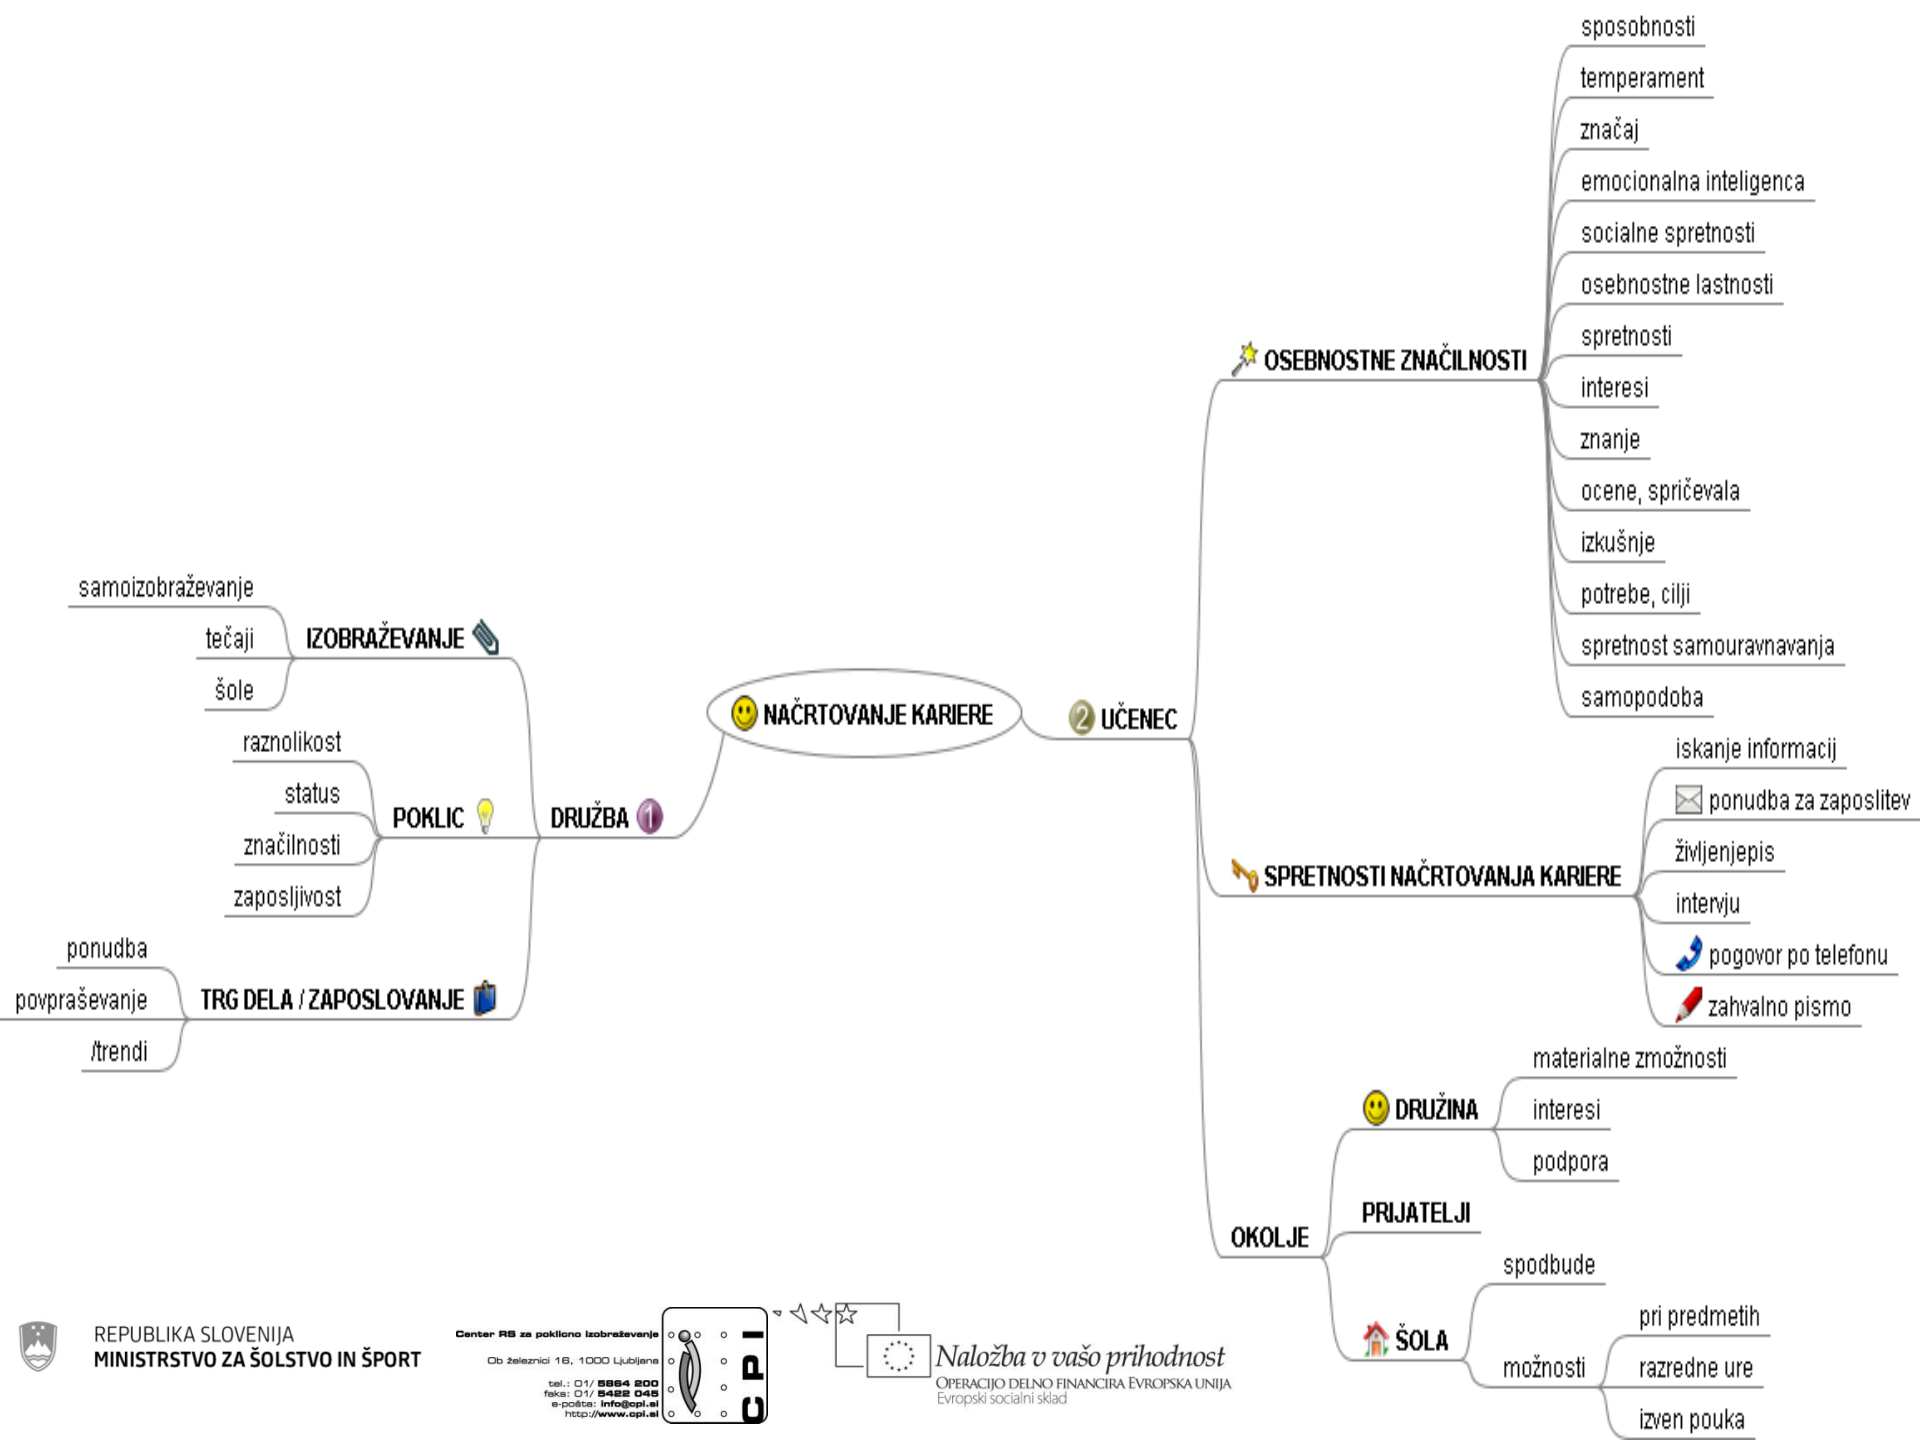 NAČRTOVANJE KARIERE
DRUŽBA 1
IZOBRAŽEVANJE
samoizobraževanje
tečaji
šole
POKLIC
raznolikost
status
značilnosti
zaposljivost
TRG DELA / ZAPOSLOVANJE
ponudba
povpraševanje
/trendi
2 UČENEC
OSEBNOSTNE ZNAČILNOSTI
sposobnosti
temperament
značaj
emocionalna inteligenca
socialne spretnosti
osebnostne lastnosti
spretnosti
interesi
znanje
ocene, spričevala
izkušnje
potrebe, cilji
spretnost samouravnavanja
samopodoba
SPRETNOSTI NAČRTOVANJA KARIERE
iskanje informacij
ponudba za zaposlitev
življenjepis
intervju
pogovor po telefonu
zahvalno pismo
OKOLJE
DRUŽINA
materialne zmožnosti
interesi
podpora
PRIJATELJI
ŠOLA
spodbude
možnosti
pri predmetih
razredne ure
izven pouka
REPUBLIKA SLOVENIJA
MINISTRSTVO ZA ŠOLSTVO IN ŠPORT
Center RS za poklicno izobraževanje
Ob železnici 16, 1000 Ljubljana
tel.: 01/ 5864 200
faks: 01/ 5422 045
e-pošta: info@cpi.si
http://www.cpi.si
CPI
Naložba v vašo prihodnost
OPERACIJO DELNO FINANCIRA EVROPSKA UNIJA
Evropski socialni sklad